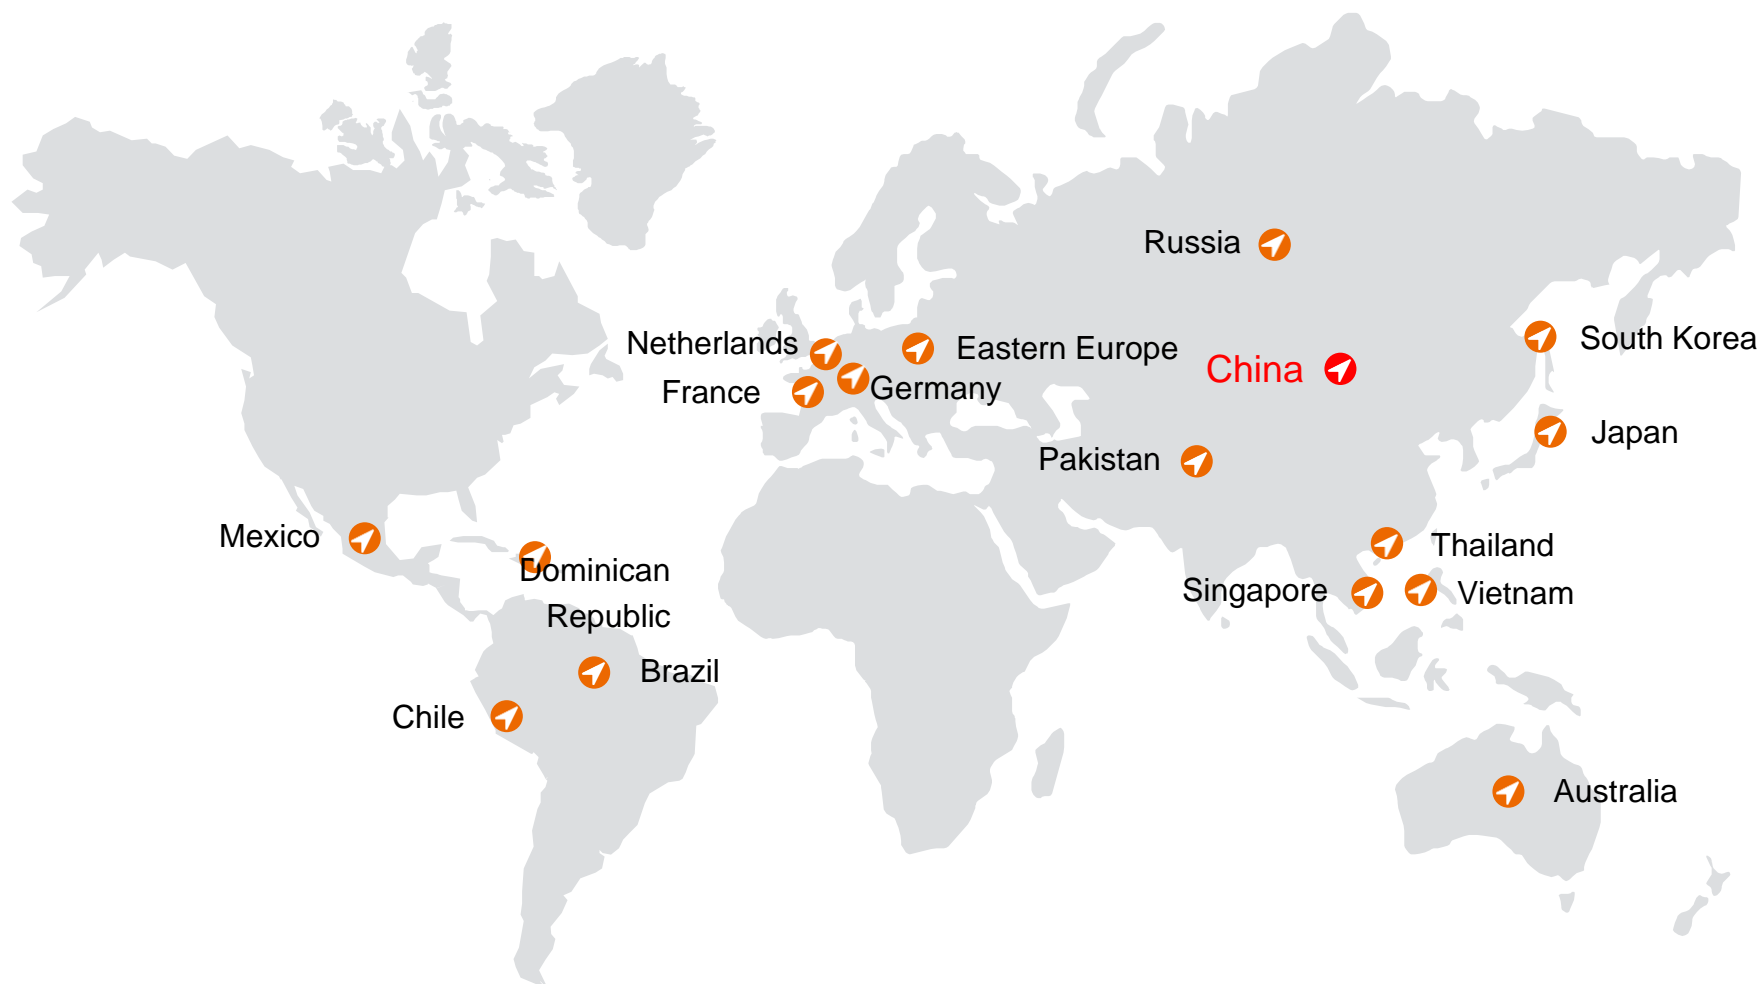 Russia
South Korea
Netherlands
Eastern Europe
China
France
Germany
Japan
Pakistan
Mexico
Thailand
Dominican
Republic
Singapore
Vietnam
Brazil
Chile
Australia